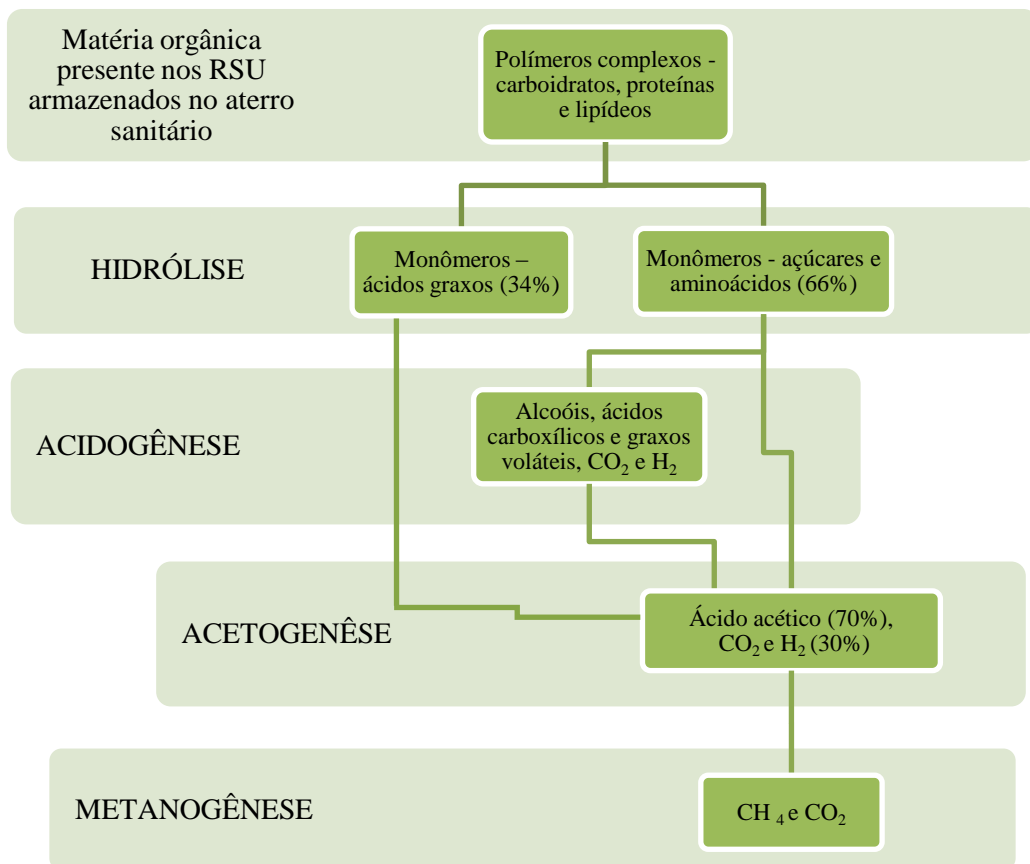 Matéria orgânica
presente nos RSU
armazenados no aterro
sanitário
Polímeros complexos -
carboidratos, proteínas
e lipídeos
HIDRÓLISE
Monômeros –
ácidos graxos (34%)
Monômeros - açúcares e
aminoácidos (66%)
ACIDOGÊNESE
Alcoóis, ácidos
carboxílicos e graxos
voláteis, CO₂ e H₂
ACETOGENÊSE
Ácido acético (70%),
CO₂ e H₂ (30%)
METANOGÊNESE
CH ₄ e CO₂